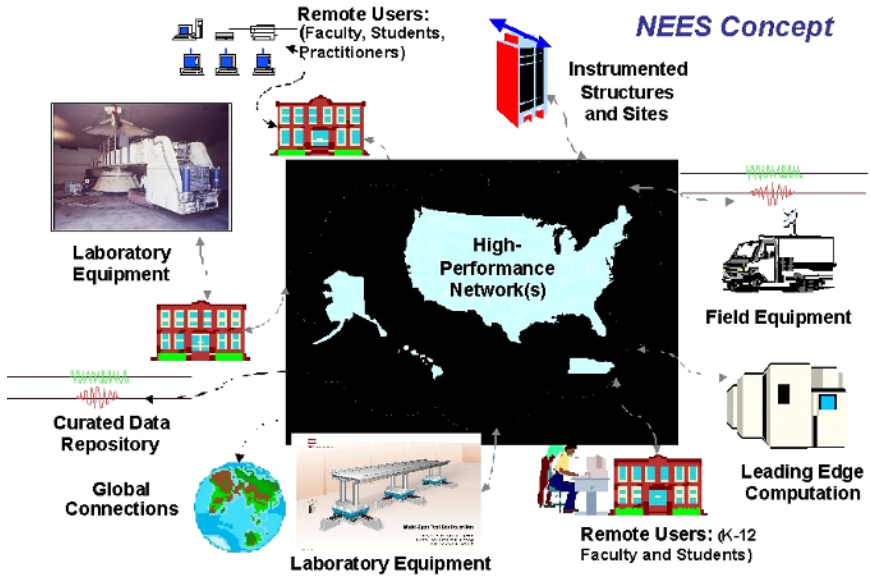 NEES Concept
Remote Users:
(Faculty, Students,
Practitioners)
Instrumented
Structures
and Sites
Laboratory
Equipment
High-
Performance
Network(s)
Field Equipment
Curated Data
Repository
Global
Connections
Leading Edge
Computation
Laboratory Equipment
Remote Users: (K-12
Faculty and Students)